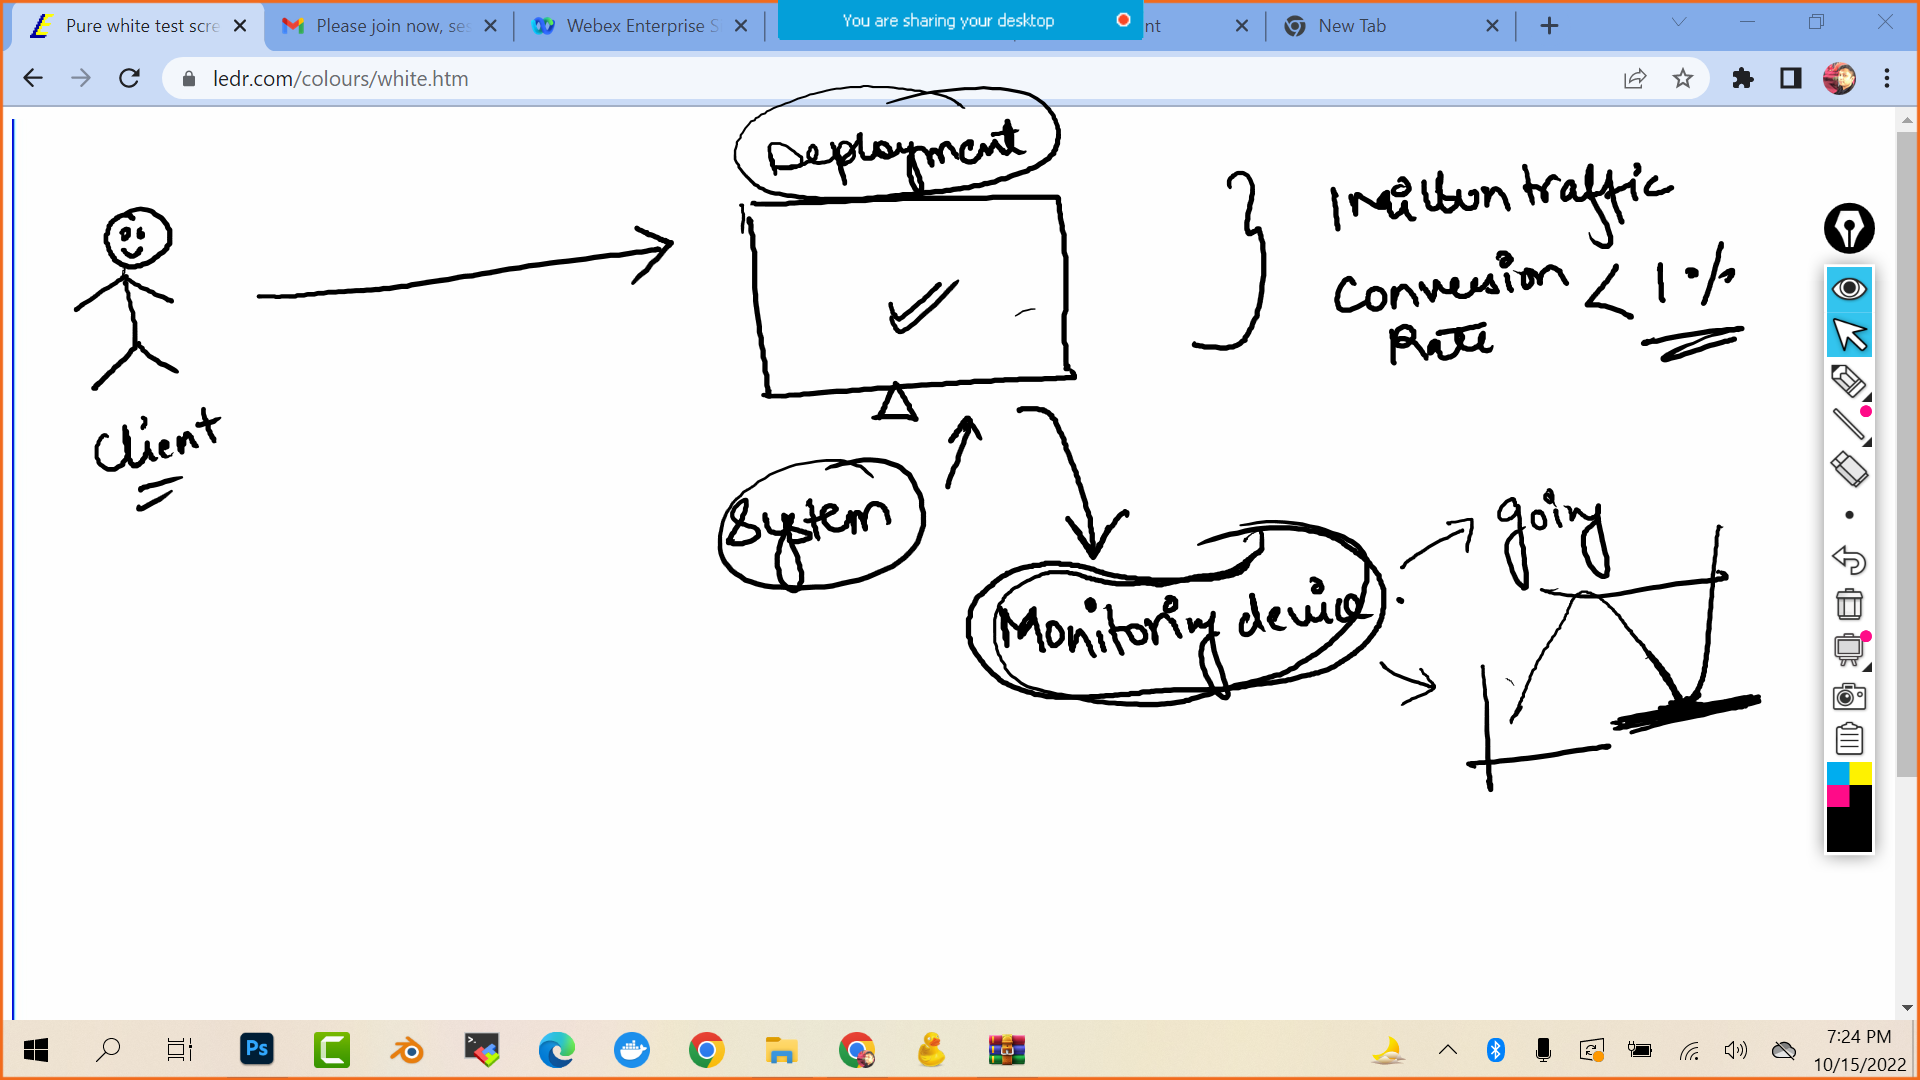 Pure white test scre
Please join now, ses
Webex Enterprise S
You are sharing your desktop
nt
New Tab
ledr.com/colours/white.htm
Deployment
1 million traffic
Conversion < 1 %
Rate
Client
System
going
Monitoring device
Ps
7:24 PM
10/15/2022